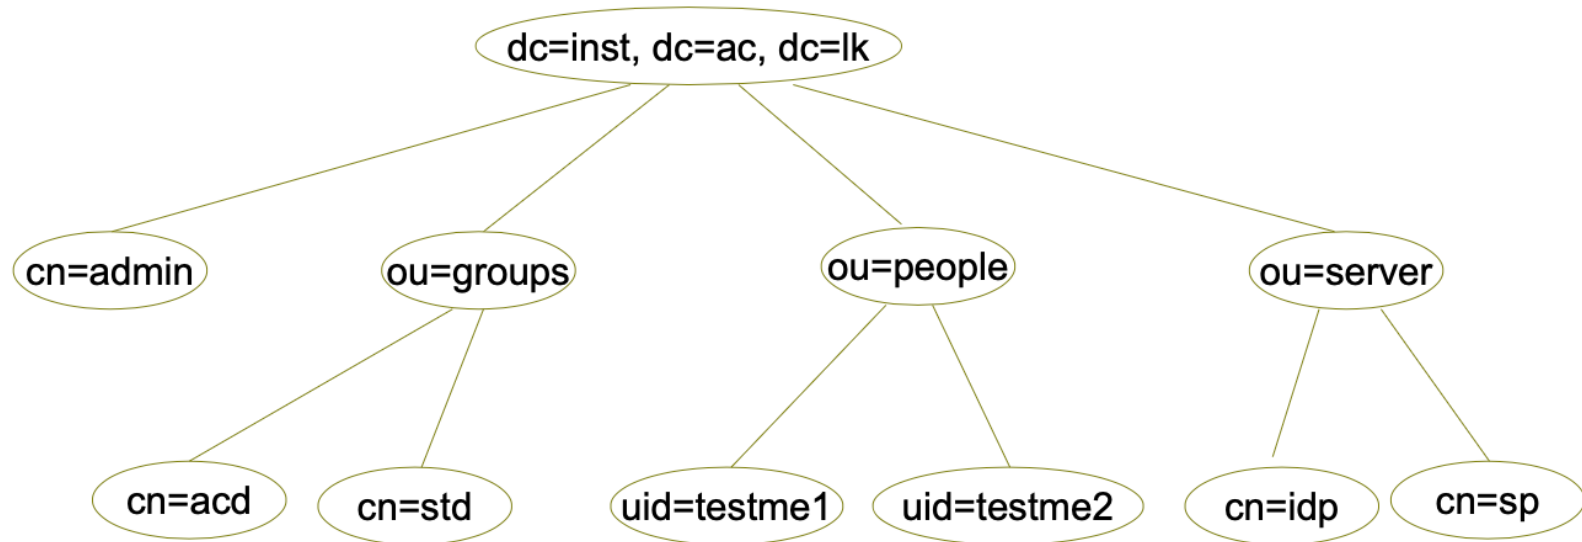 dc=inst, dc=ac, dc=lk
cn=admin
ou=groups
ou=people
ou=server
cn=acd
cn=std
uid=testme1
uid=testme2
cn=idp
cn=sp